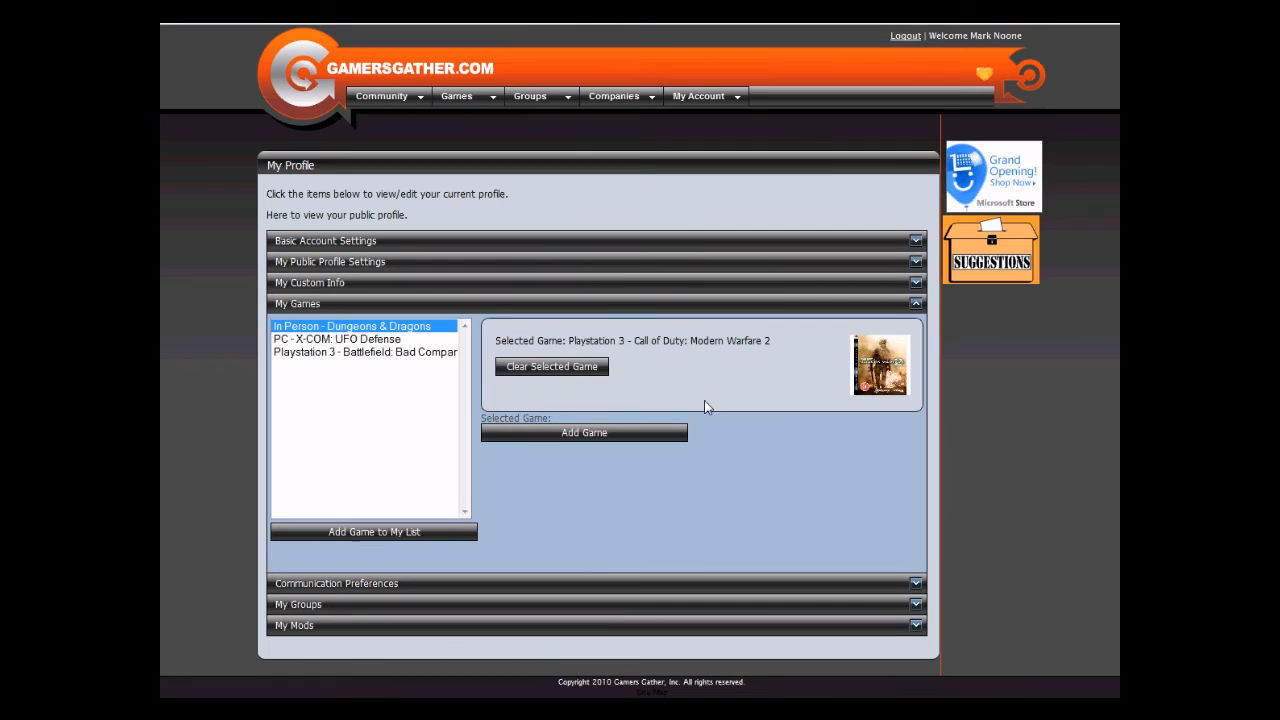 Logout | Welcome Mark Noone
GAMERSGATHER.COM
Community Games Groups Companies My Account
My Profile
Click the items below to view/edit your current profile.
Here to view your public profile.
Basic Account Settings
My Public Profile Settings
My Custom Info
My Games
In Person - Dungeons & Dragons
PC - X-COM: UFO Defense
Playstation 3 - Battlefield: Bad Compar
Add Game to My List
Selected Game: Playstation 3 - Call of Duty: Modern Warfare 2
Clear Selected Game
Selected Game:
Add Game
Communication Preferences
My Groups
My Mods
Grand
Opening!
Shop Now
Microsoft Store
SUGGESTIONS
Copyright 2010 Gamers Gather, Inc. All rights reserved.
Site Map